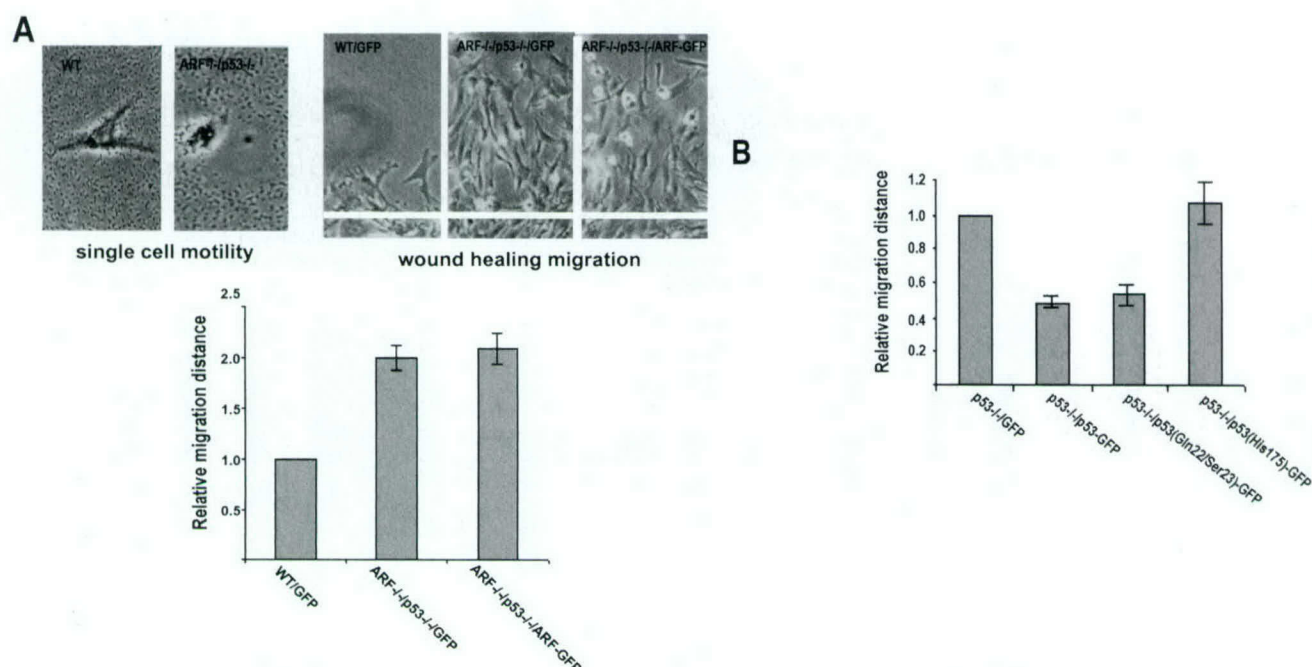 A
WT
ARF-/-/p53-/-
WT/GFP
ARF-/-/p53-/-/GFP
ARF-/-/p53-/-/ARF-GFP
single cell motility
wound healing migration
Relative migration distance
2.5
2.0
1.5
1.0
0.5
WT/GFP
ARF-/-/p53-/-/GFP
ARF-/-/p53-/-/ARF-GFP
B
Relative migration distance
1.2
1.0
0.8
0.6
0.4
0.2
p53-/-/GFP
p53-/-/p53-GFP
p53-/-/p53(Gln22/Ser23)-GFP
p53-/-/p53(His175)-GFP